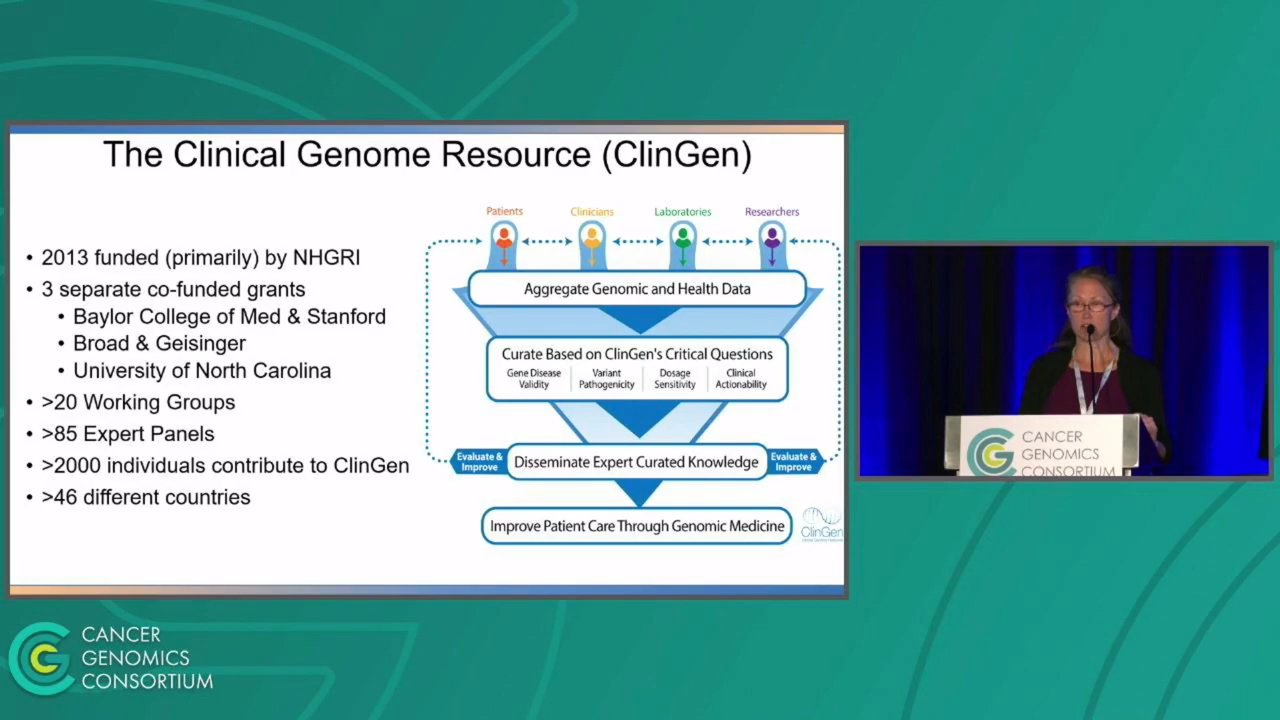 The Clinical Genome Resource (ClinGen)
• 2013 funded (primarily) by NHGRI
• 3 separate co-funded grants
• Baylor College of Med & Stanford
• Broad & Geisinger
• University of North Carolina
• >20 Working Groups
• >85 Expert Panels
• >2000 individuals contribute to ClinGen
• >46 different countries
Patients
Clinicians
Laboratories
Researchers
Aggregate Genomic and Health Data
Curate Based on ClinGen's Critical Questions
Gene Disease
Validity
Variant
Pathogenicity
Dosage
Sensitivity
Clinical
Actionability
Evaluate &
Improve
Disseminate Expert Curated Knowledge
Evaluate &
Improve
Improve Patient Care Through Genomic Medicine
ClinGen
CANCER
GENOMICS
CONSORTIUM
CANCER
GENOMICS
CONSORTIUM